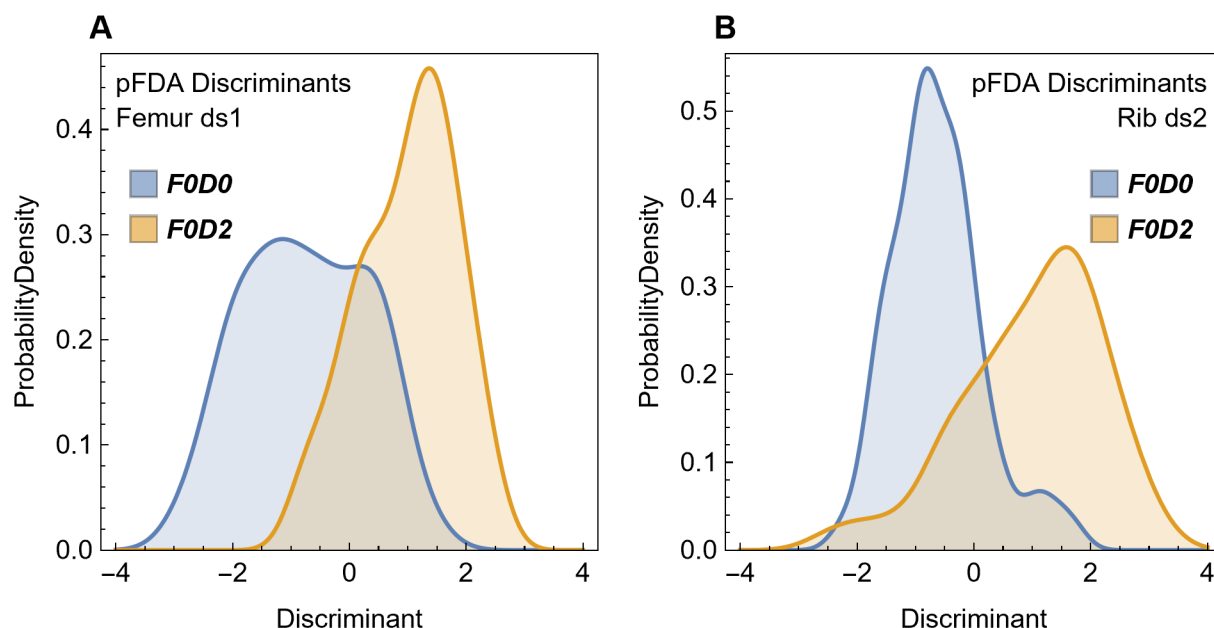 A
pFDA Discriminants
Femur ds1
F0D0
F0D2
ProbabilityDensity
0.4
0.3
0.2
0.1
0.0
−4 −2 0 2 4
Discriminant
B
pFDA Discriminants
Rib ds2
F0D0
F0D2
ProbabilityDensity
0.5
0.4
0.3
0.2
0.1
0.0
−4 −2 0 2 4
Discriminant